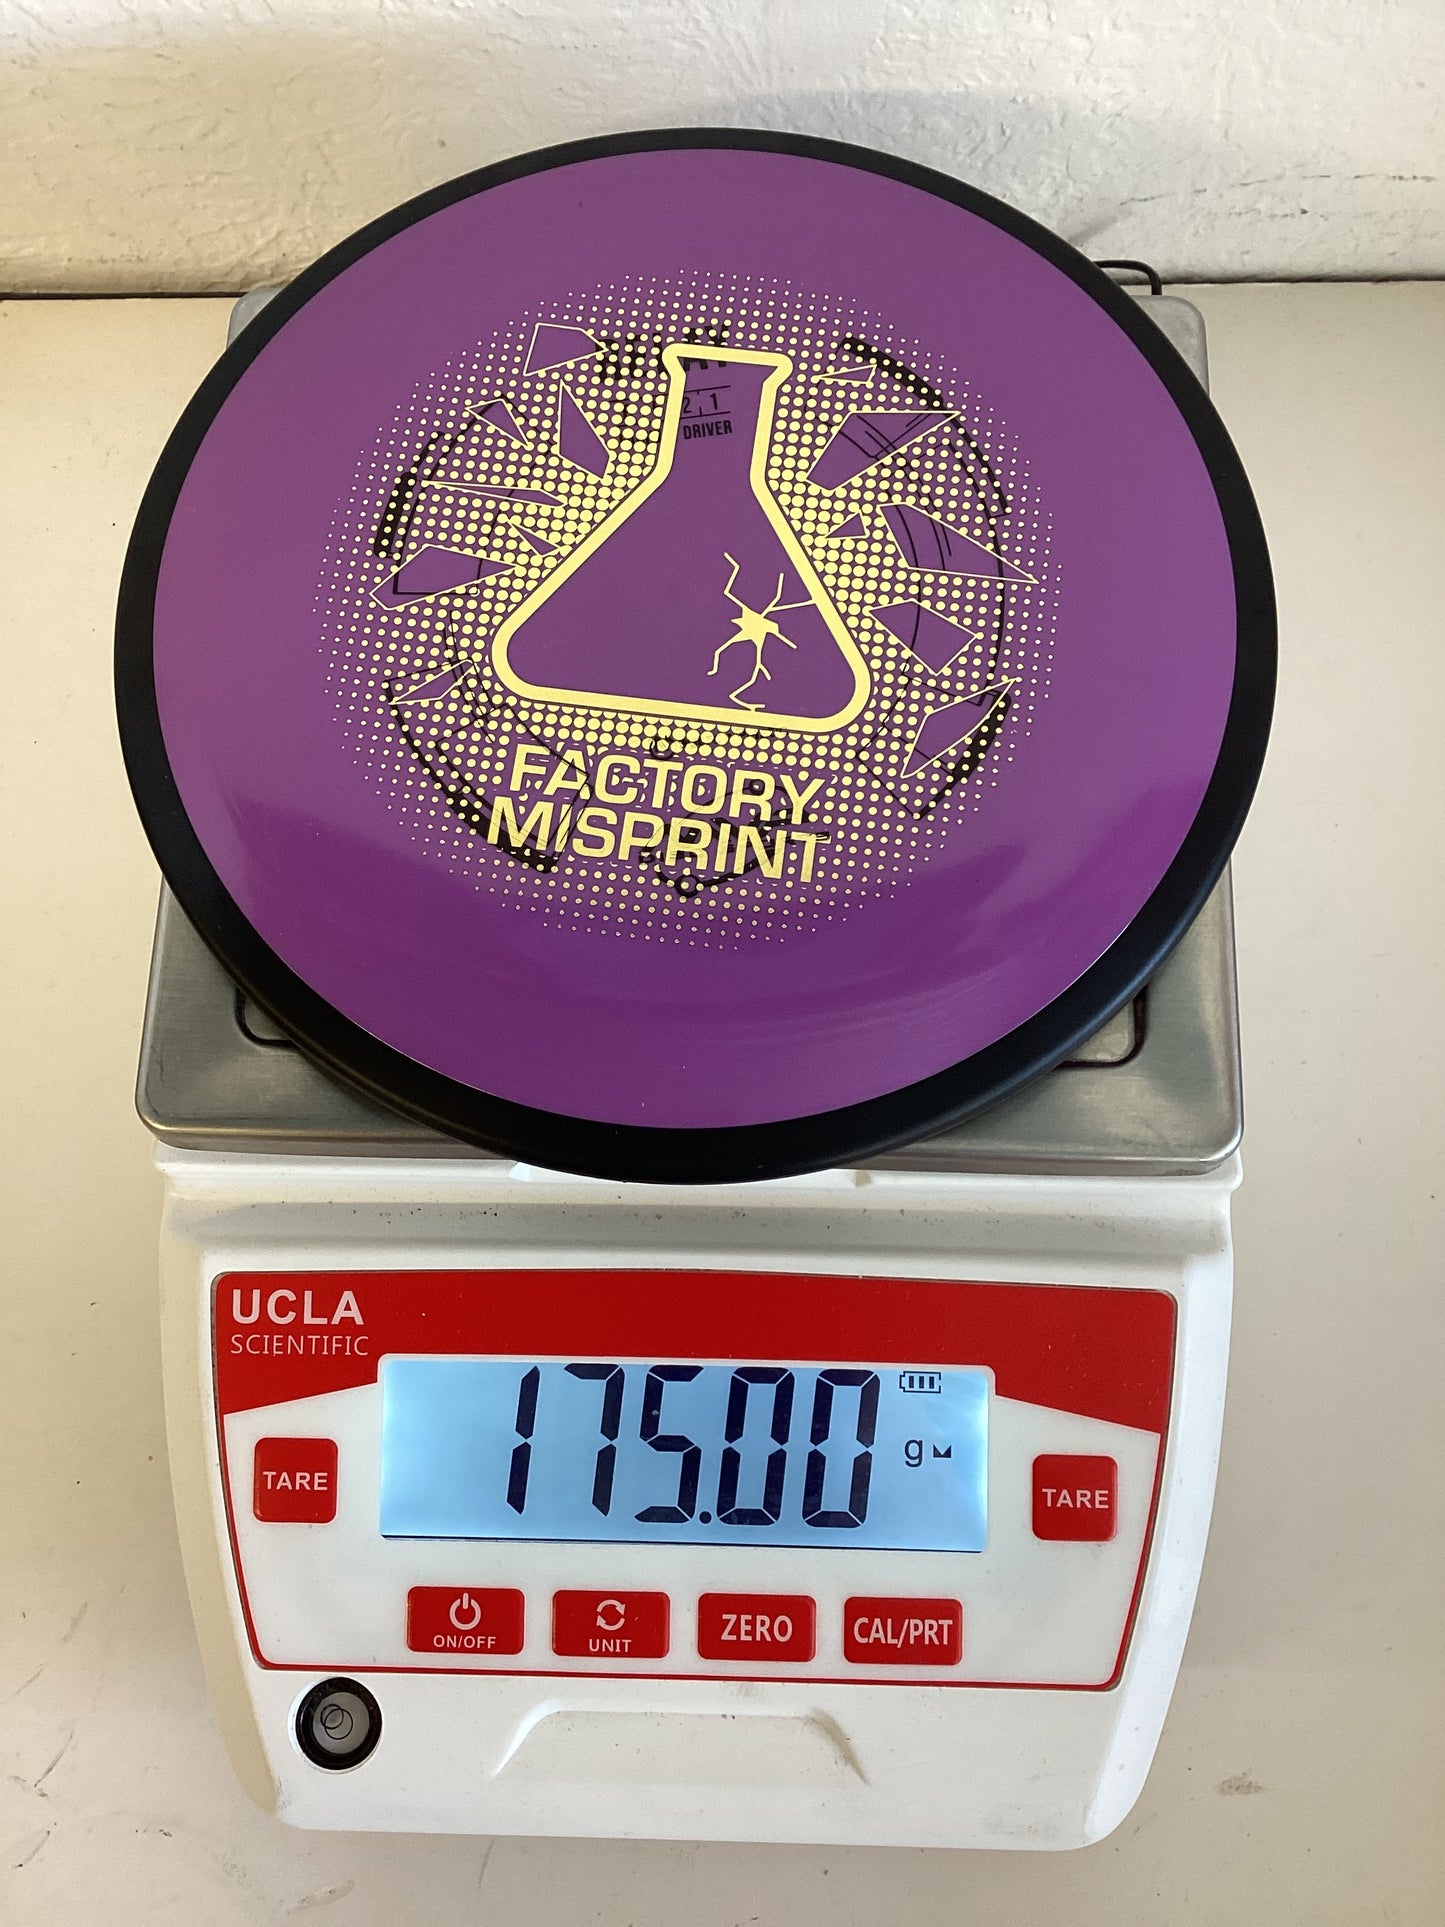 2 1
DRIVER
FACTORY
MISPRINT
UCLA
SCIENTIFIC
175.00 g
TARE
TARE
ON/OFF
UNIT
ZERO
CAL/PRT